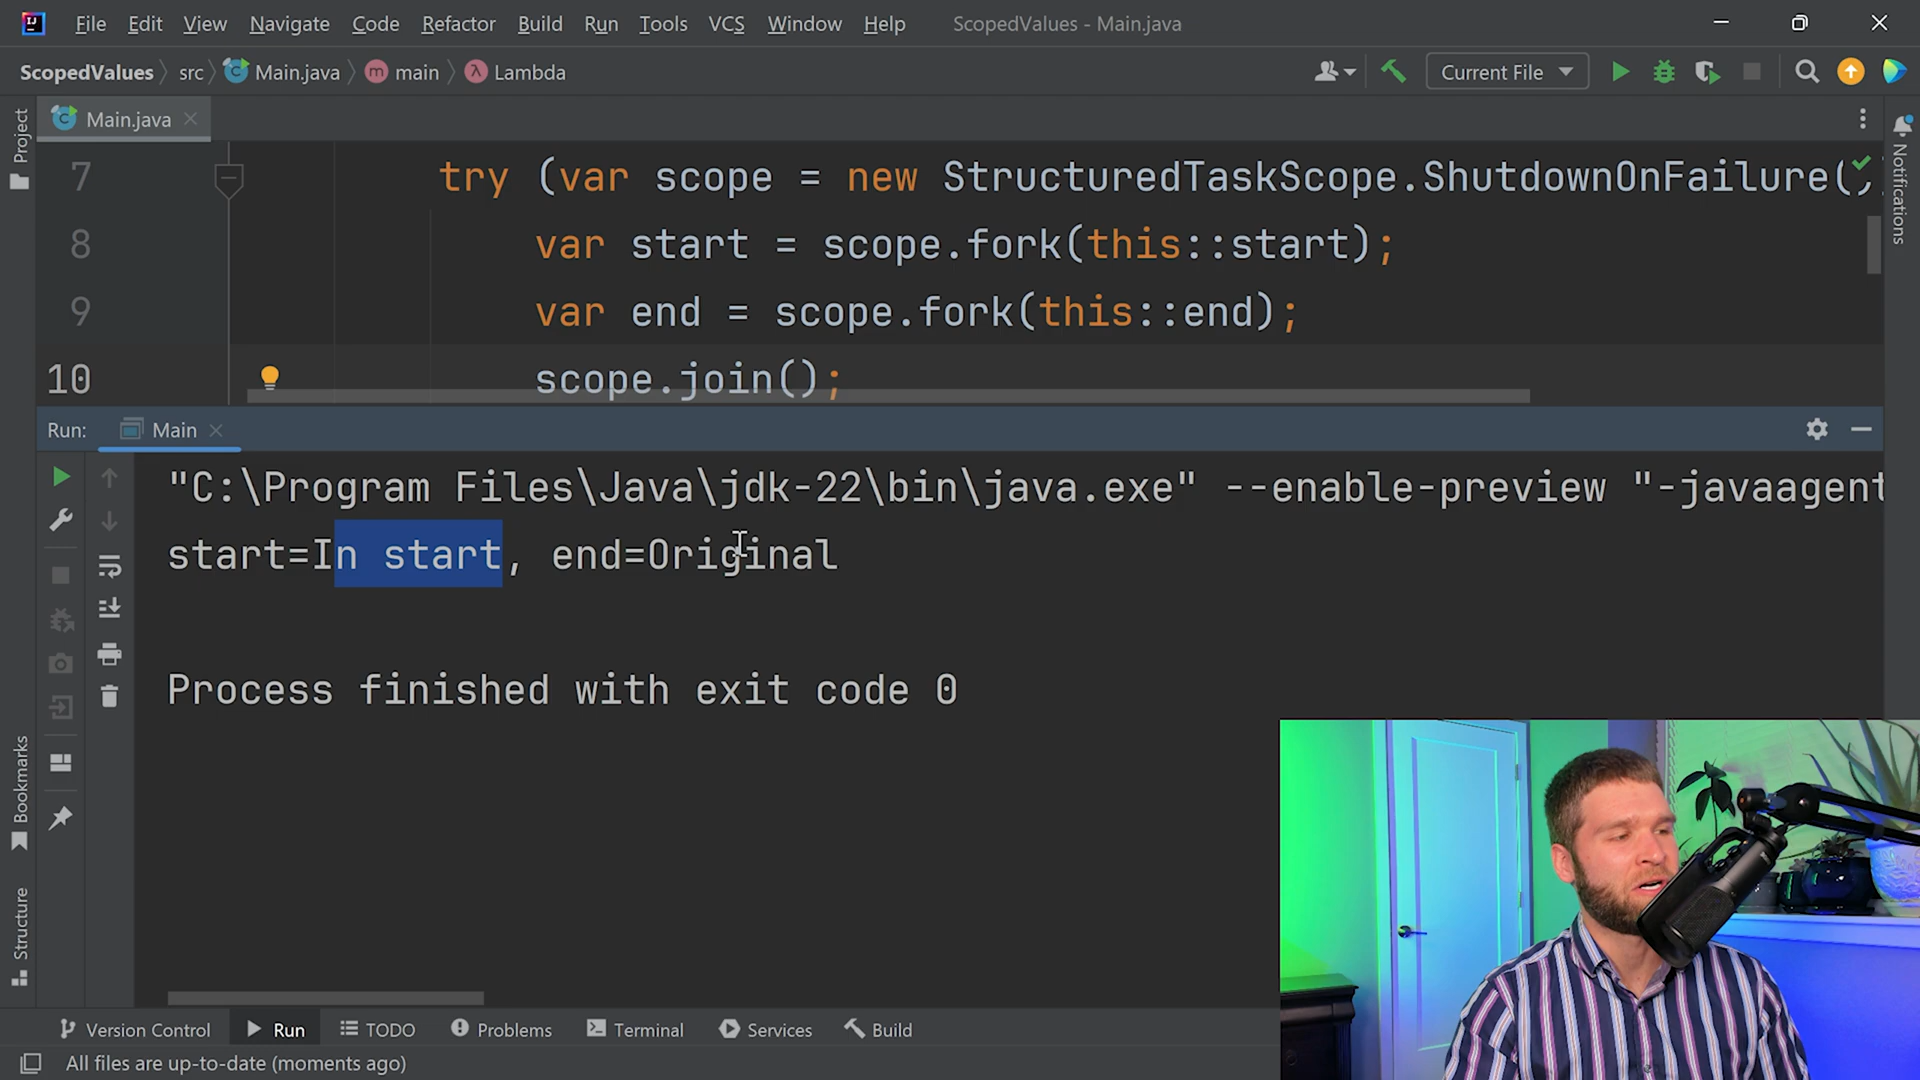 File Edit View Navigate Code Refactor Build Run Tools VCS Window Help ScopedValues - Main.java
ScopedValues src Main.java main Lambda Current File
Project
Main.java
Notifications
7 try (var scope = new StructuredTaskScope.ShutdownOnFailure(
8 var start = scope.fork(this::start);
9 var end = scope.fork(this::end);
10 scope.join();
Run: Main
"C:\Program Files\Java\jdk-22\bin\java.exe" --enable-preview "-javaagent
start=In start, end=Original
Process finished with exit code 0
Bookmarks
Structure
Version Control Run TODO Problems Terminal Services Build
All files are up-to-date (moments ago)